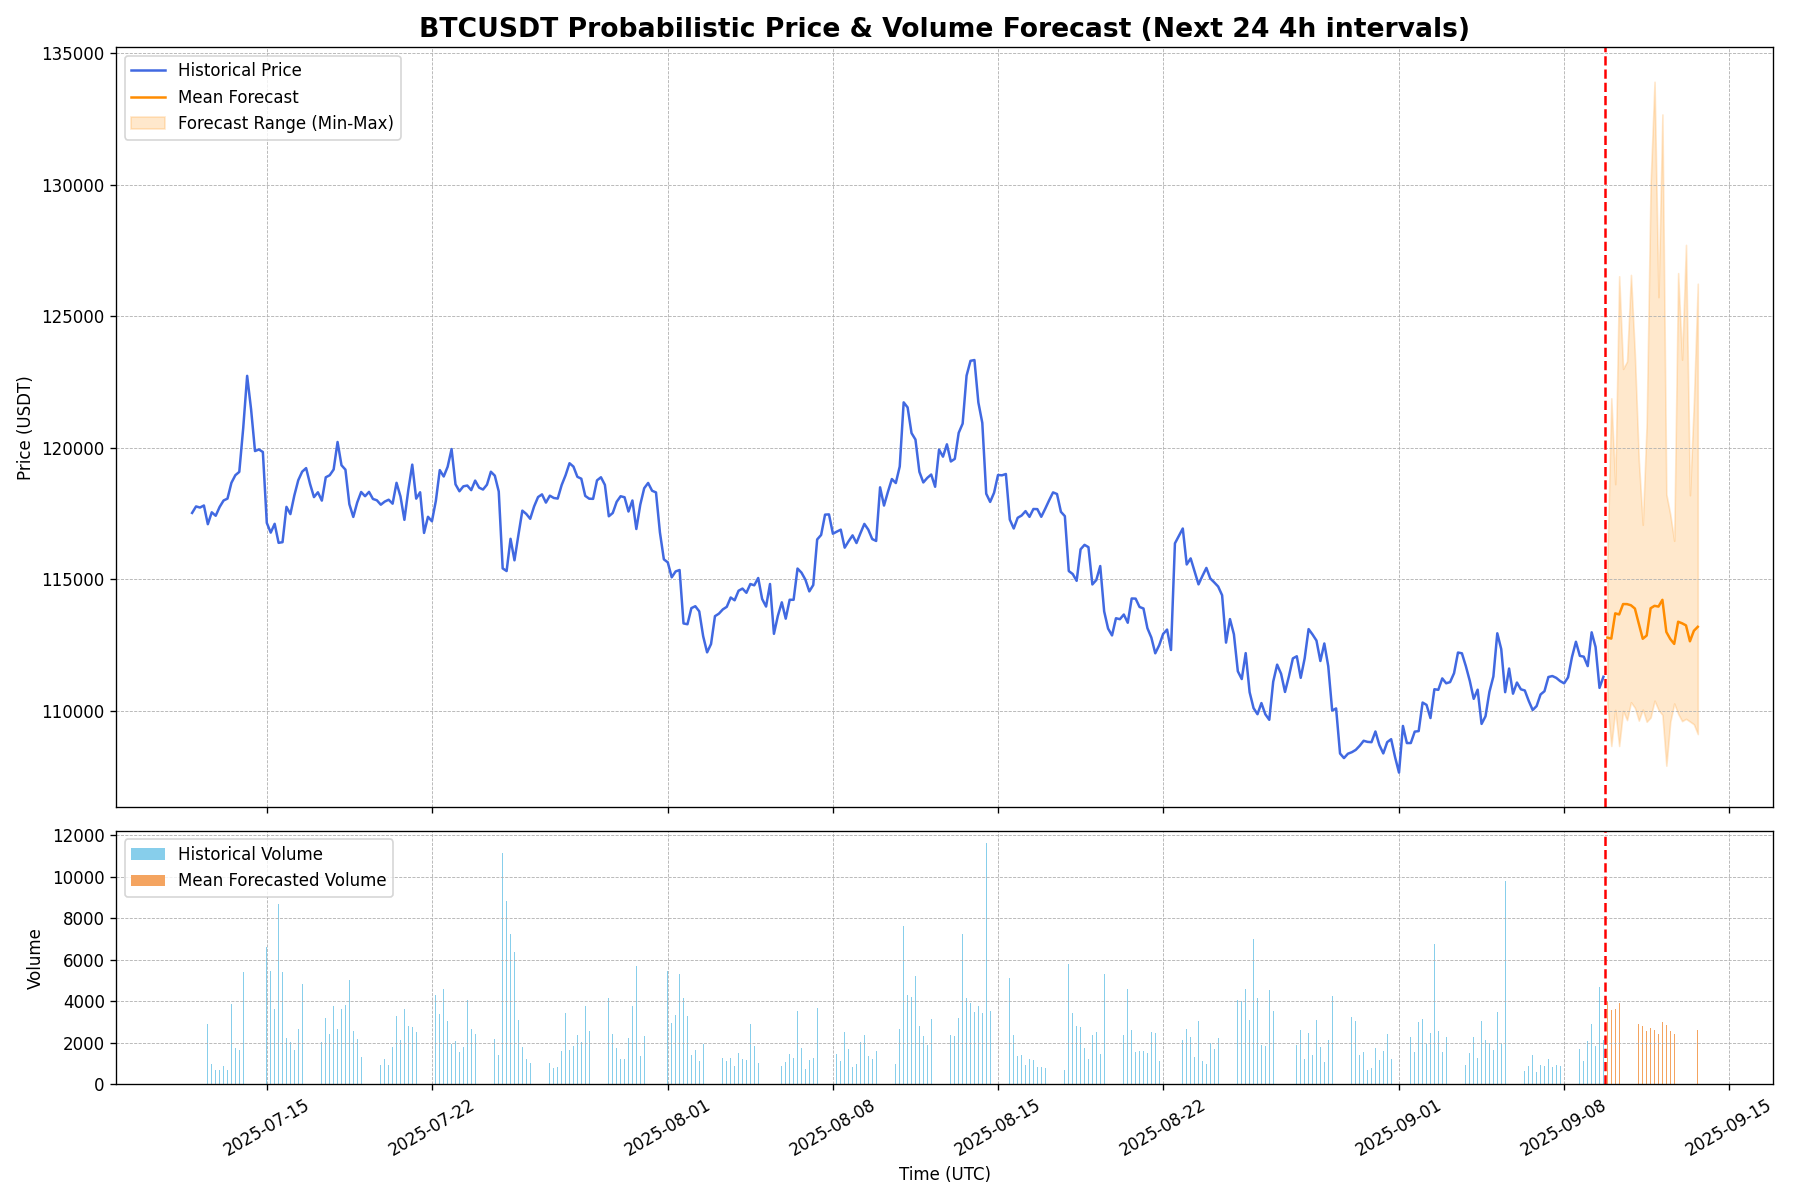 BTCUSDT Probabilistic Price & Volume Forecast (Next 24 4h intervals)
Historical Price
Mean Forecast
Forecast Range (Min-Max)
Price (USDT)
135000
130000
125000
120000
115000
110000
Historical Volume
Mean Forecasted Volume
Volume
12000
10000
8000
6000
4000
2000
0
2025-07-15
2025-07-22
2025-08-01
2025-08-08
2025-08-15
2025-08-22
2025-09-01
2025-09-08
2025-09-15
Time (UTC)